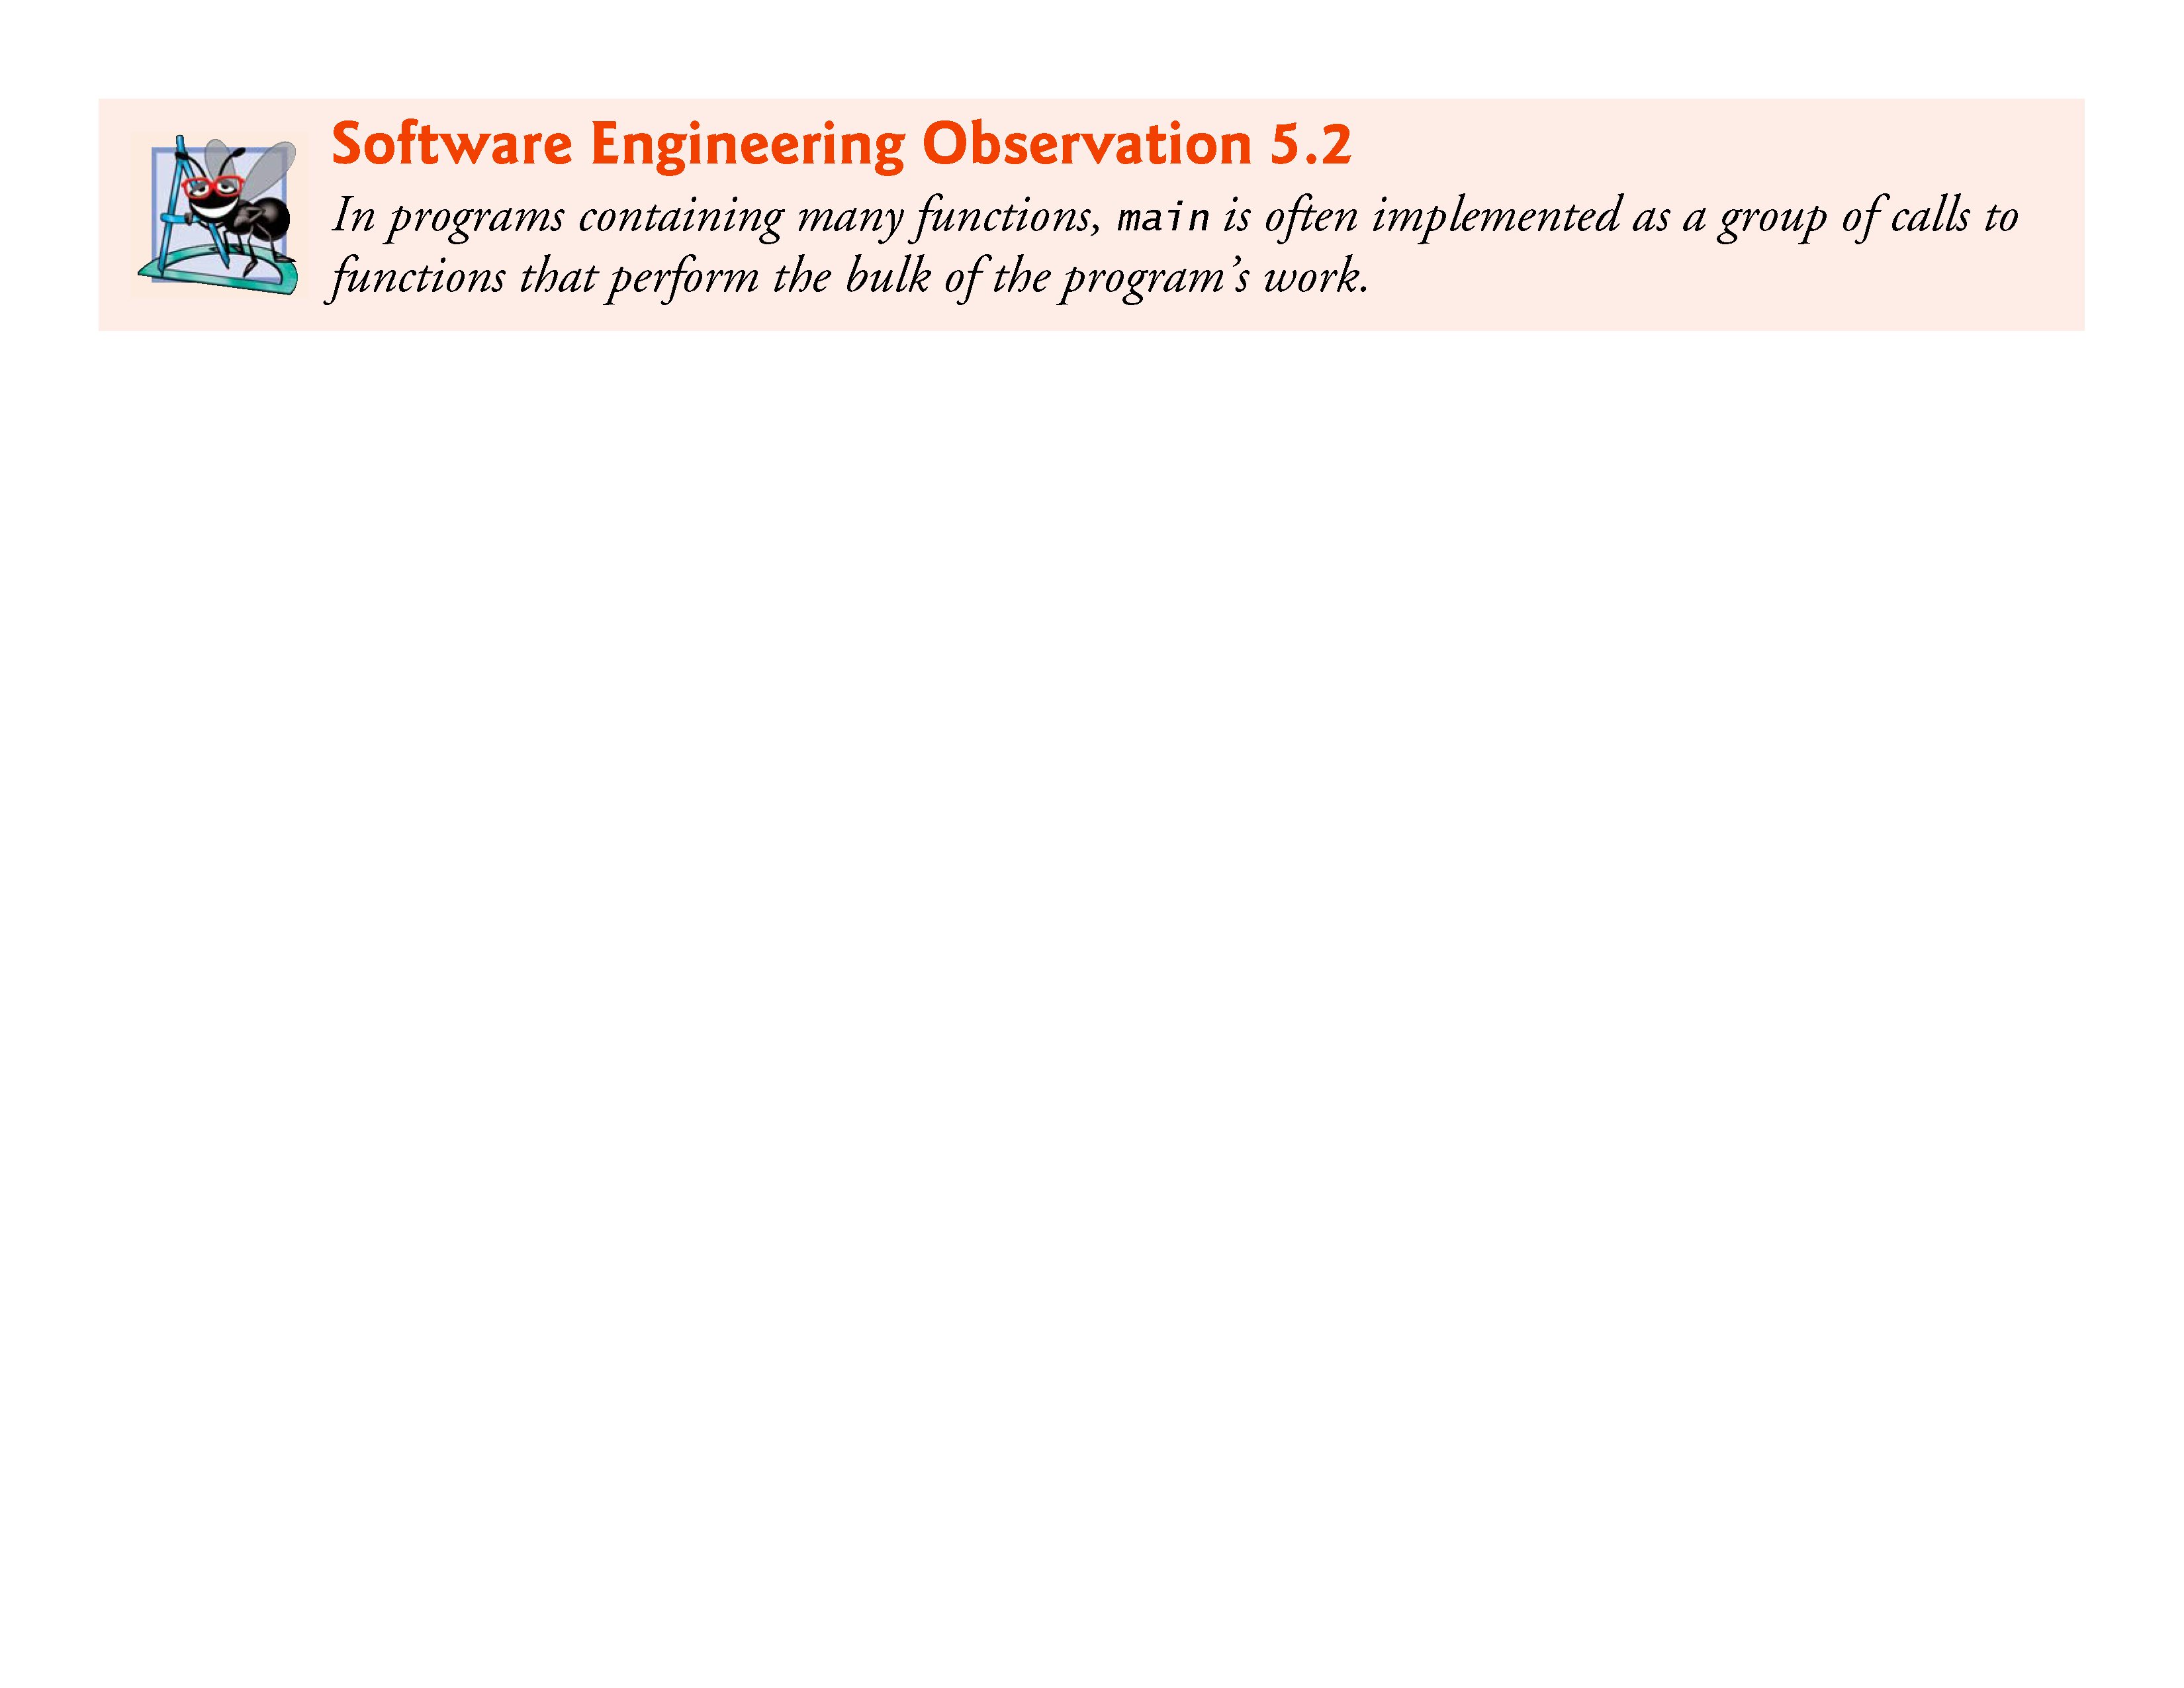 Software Engineering Observation 5.2
In programs containing many functions, main is often implemented as a group of calls to
functions that perform the bulk of the program’s work.